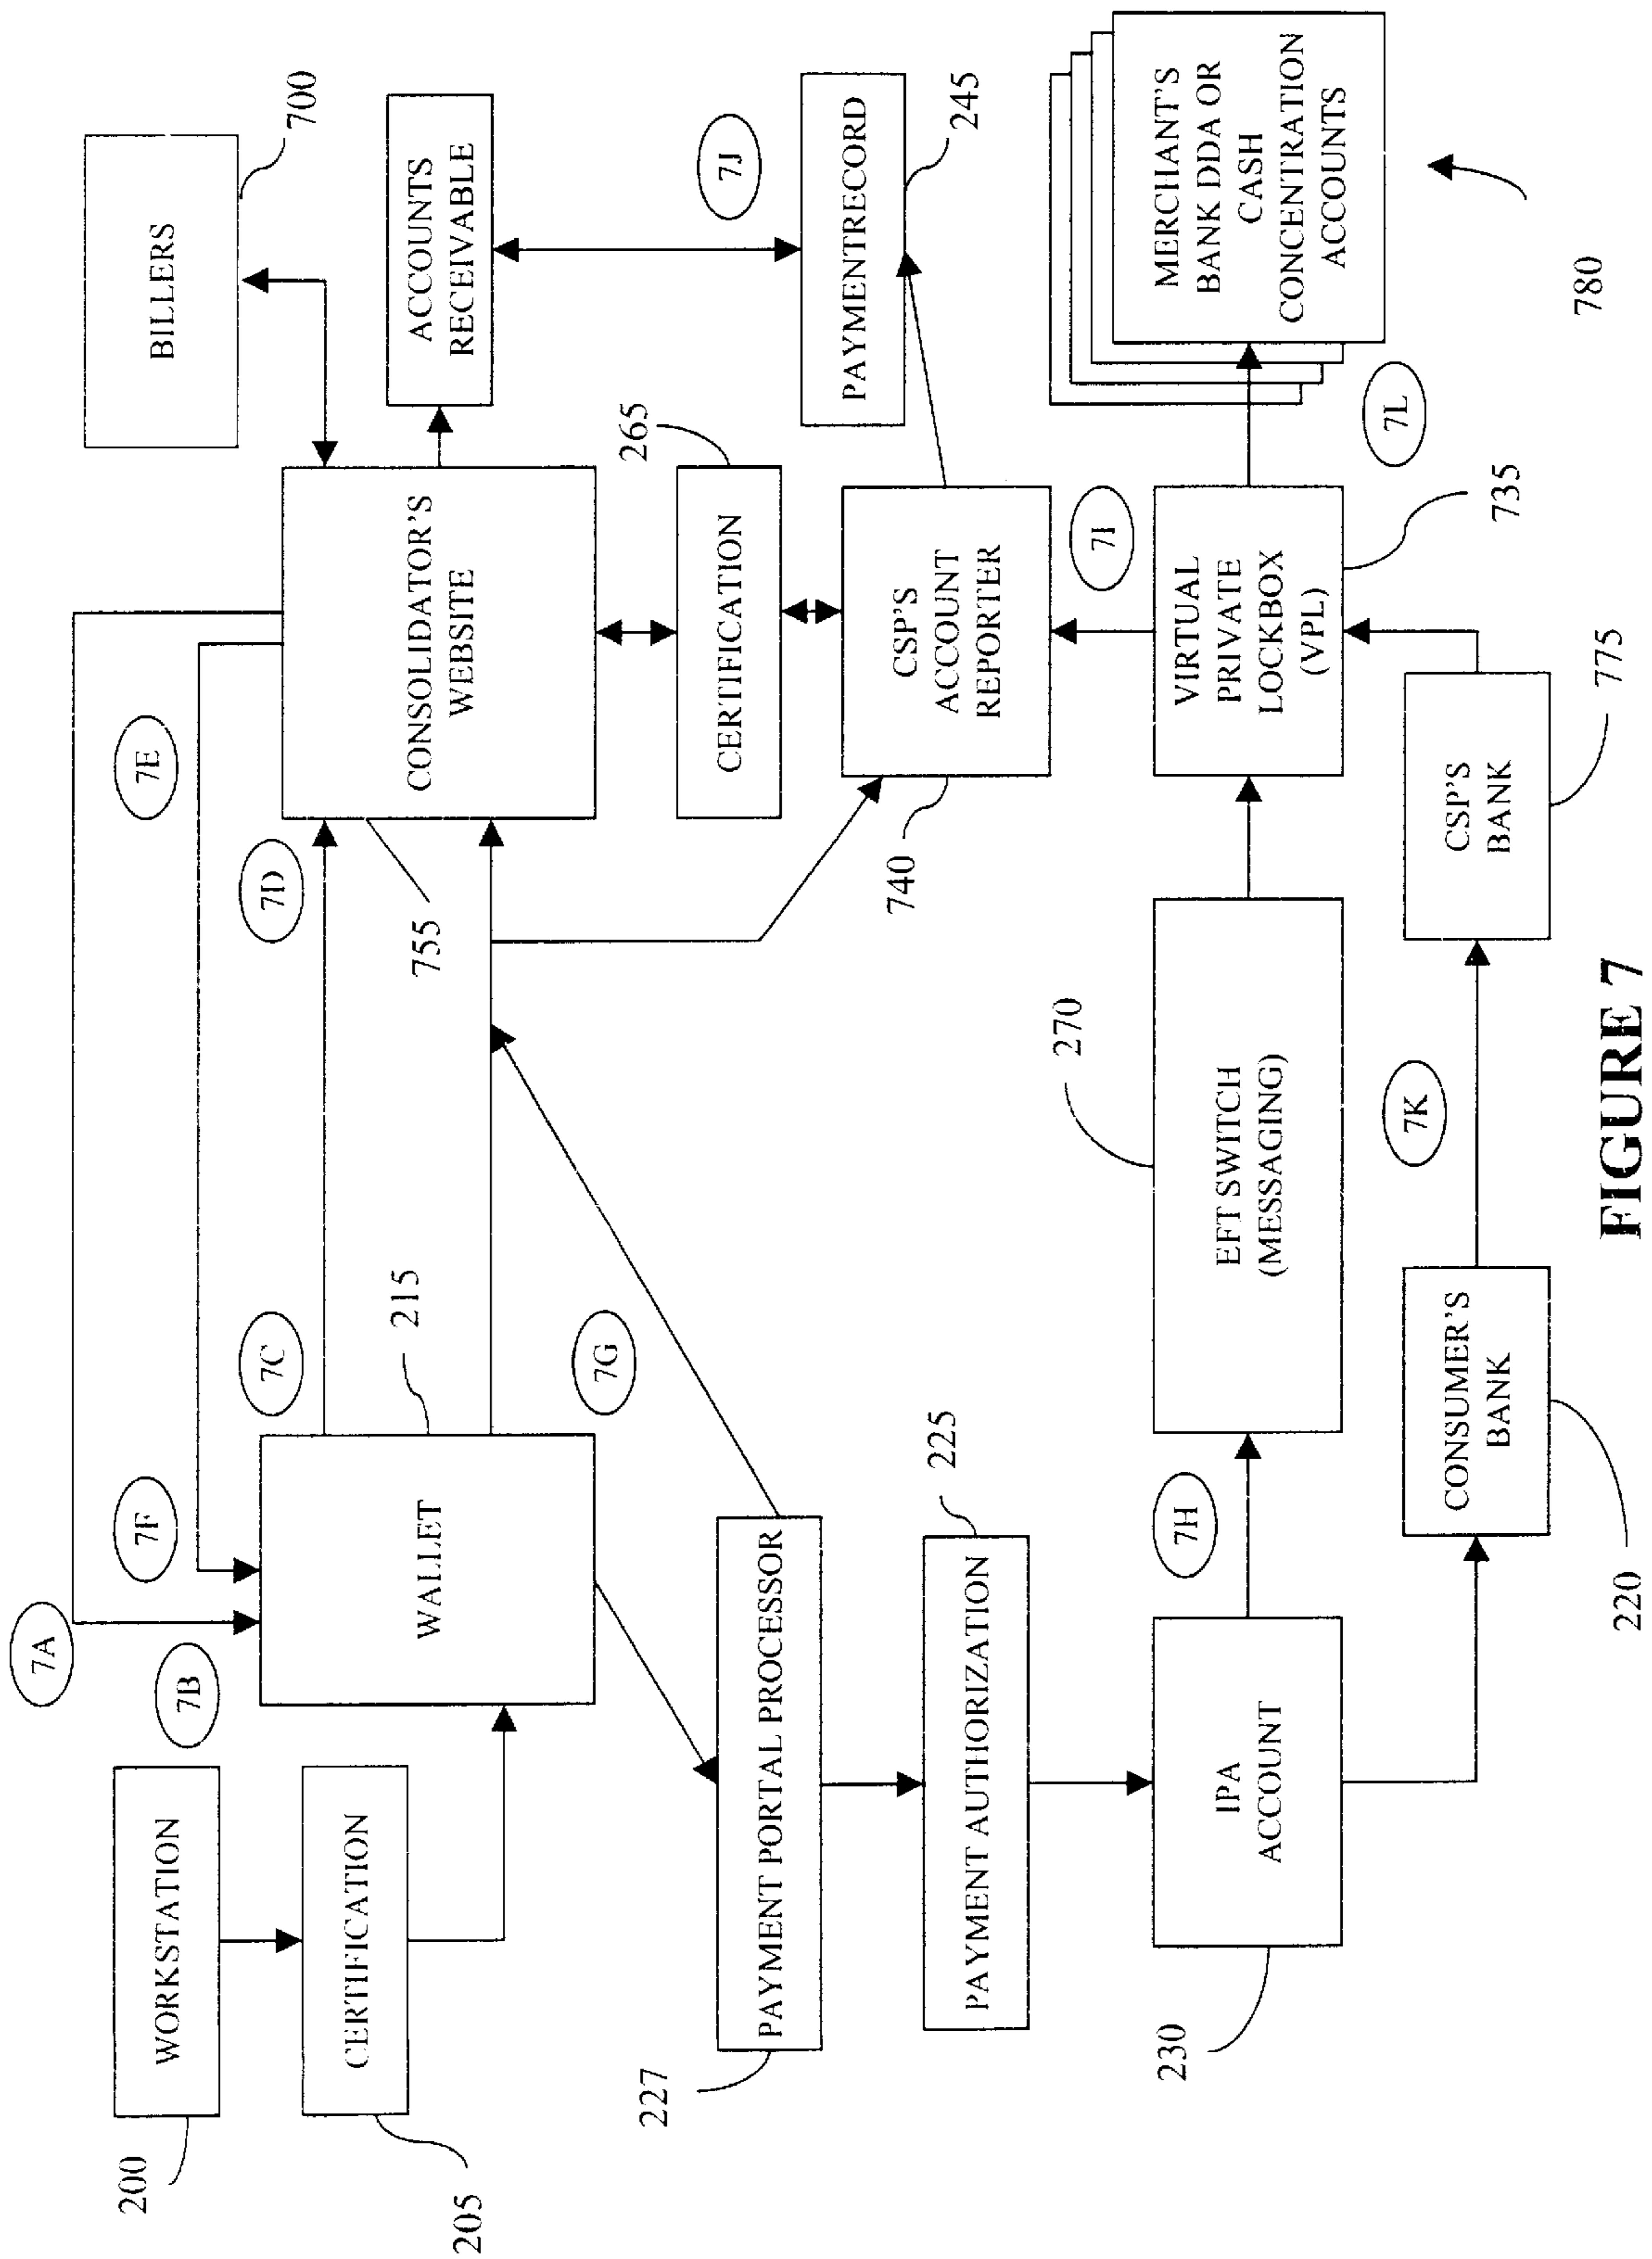 7A
7B
7F
7E
WORKSTATION
200
CERTIFICATION
205
WALLET
215
7C
7D
CONSOLIDATOR'S
WEBSITE
755
BILLERS
700
ACCOUNTS
RECEIVABLE
7G
PAYMENT PORTAL PROCESSOR
227
CERTIFICATION
265
7J
PAYMENTRECORD
245
PAYMENT AUTHORIZATION
225
CSP'S
ACCOUNT
REPORTER
740
7I
IPA
ACCOUNT
230
7H
EFT SWITCH
(MESSAGING)
270
VIRTUAL
PRIVATE
LOCKBOX
(VPL)
735
MERCHANT'S
BANK DDA OR
CASH
CONCENTRATION
ACCOUNTS
780
7L
CONSUMER'S
BANK
220
7K
CSP'S
BANK
775
FIGURE 7